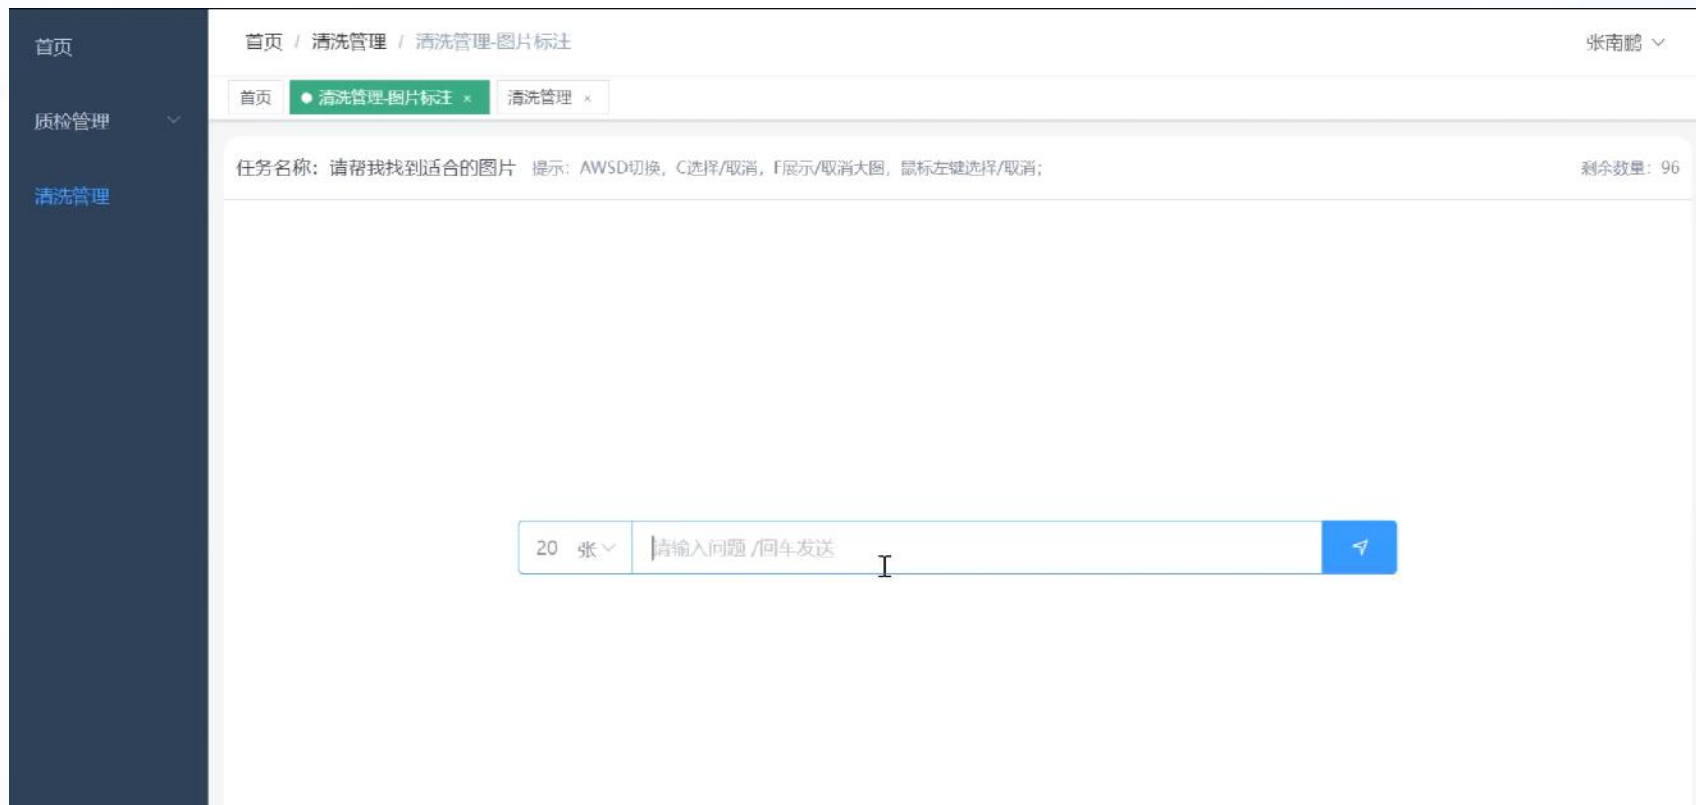 首页
质检管理
清洗管理
首页 / 清洗管理 / 清洗管理-图片标注
张南鹏
首页 清洗管理-图片标注 × 清洗管理 ×
任务名称：请帮我找到适合的图片 提示：AWSD切换，C选择/取消，F展示/取消大图，鼠标左键选择/取消； 剩余数量：96
20 张 请输入问题 /回车发送